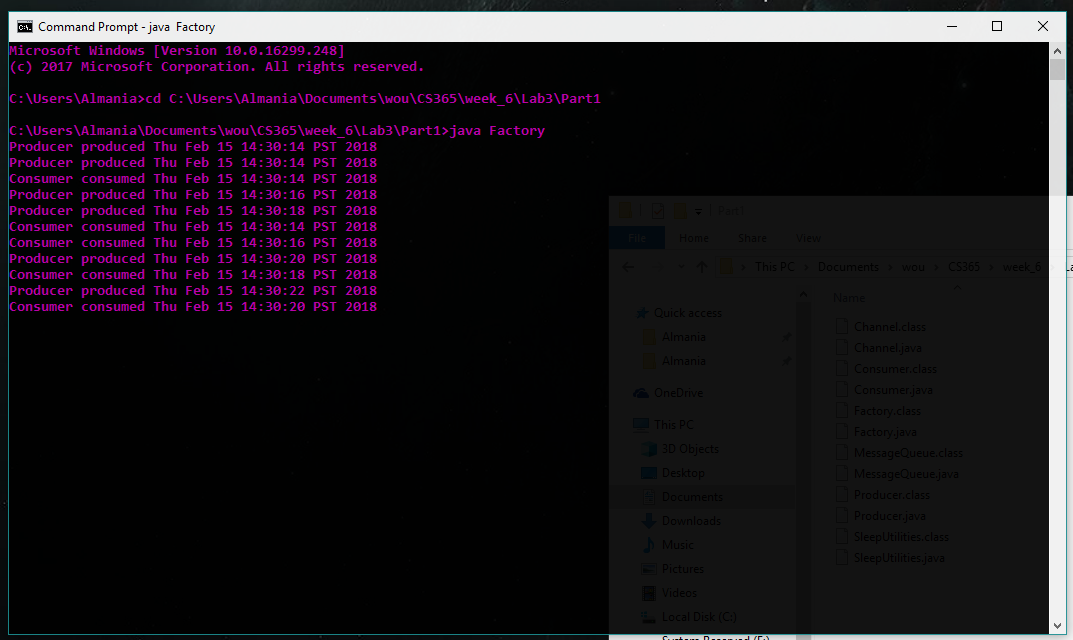 Command Prompt - java  Factory
Microsoft Windows [Version 10.0.16299.248]
(c) 2017 Microsoft Corporation. All rights reserved.
C:\Users\Almania>cd C:\Users\Almania\Documents\wou\CS365\week_6\Lab3\Part1
C:\Users\Almania\Documents\wou\CS365\week_6\Lab3\Part1>java Factory
Producer produced Thu Feb 15 14:30:14 PST 2018
Producer produced Thu Feb 15 14:30:14 PST 2018
Consumer consumed Thu Feb 15 14:30:14 PST 2018
Producer produced Thu Feb 15 14:30:16 PST 2018
Producer produced Thu Feb 15 14:30:18 PST 2018
Consumer consumed Thu Feb 15 14:30:14 PST 2018
Consumer consumed Thu Feb 15 14:30:16 PST 2018
Producer produced Thu Feb 15 14:30:20 PST 2018
Consumer consumed Thu Feb 15 14:30:18 PST 2018
Producer produced Thu Feb 15 14:30:22 PST 2018
Consumer consumed Thu Feb 15 14:30:20 PST 2018
Part1
File Home Share View
This PC > Documents > wou > CS365 > week_6 > La
Name
Quick access
Almania
Almania
OneDrive
This PC
3D Objects
Desktop
Documents
Downloads
Music
Pictures
Videos
Local Disk (C:)
System Reserved (F:)
Channel.class
Channel.java
Consumer.class
Consumer.java
Factory.class
Factory.java
MessageQueue.class
MessageQueue.java
Producer.class
Producer.java
SleepUtilities.class
SleepUtilities.java